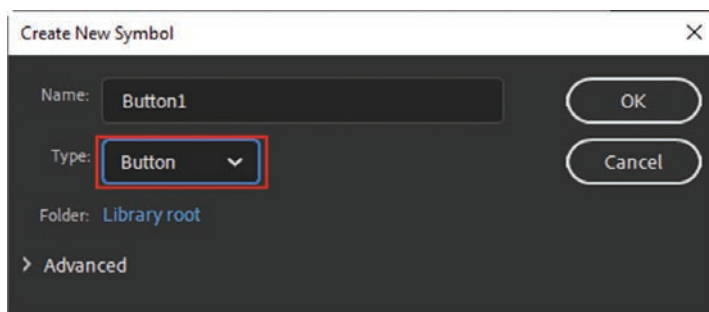 Create New Symbol
Name: Button1
OK
Type: Button
Cancel
Folder: Library root
Advanced